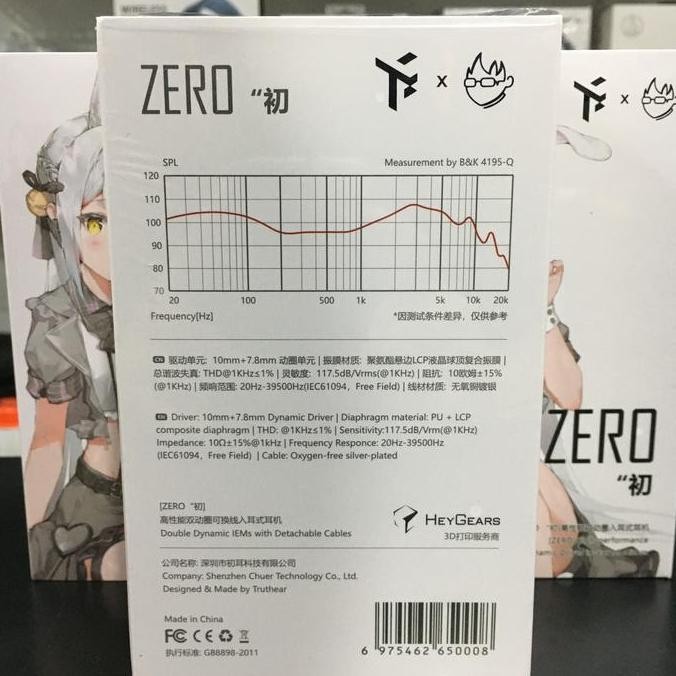 WIRELESS
ZERO “初
x
x
SPL
Measurement by B&K 4195-Q
120
110
100
90
80
70
20 100 500 1k 5k 10k 20k
Frequency[Hz]
*因测试条件差异，仅供参考
CN 驱动单元: 10mm+7.8mm 动圈单元 | 振膜材质: 聚氨酯悬边LCP液晶球顶复合振膜 |
总谐波失真: THD@1KHz≤1% | 灵敏度: 117.5dB/Vrms(@1KHz) | 阻抗: 10欧姆±15%
(@1KHz) | 频响范围: 20Hz-39500Hz(IEC61094, Free Field) | 线材材质: 无氧铜镀银
EN Driver: 10mm+7.8mm Dynamic Driver | Diaphragm material: PU + LCP
composite diaphragm | THD: @1KHz≤1% | Sensitivity:117.5dB/Vrm(@1KHz)
Impedance: 10Ω±15%@1kHz | Frequency Responce: 20Hz-39500Hz
(IEC61094, Free Field) | Cable: Oxygen-free silver-plated
[ZERO “初]
高性能双动圈可换线入耳式耳机
Double Dynamic IEMs with Detachable Cables
HEYGEARS
3D打印服务商
公司名称: 深圳市初耳科技有限公司
Company: Shenzhen Chuer Technology Co., Ltd.
Designed & Made by Truthear
Made in China
FC CE
执行标准: GB8898-2011
6 975462 650008
ZERO
“初